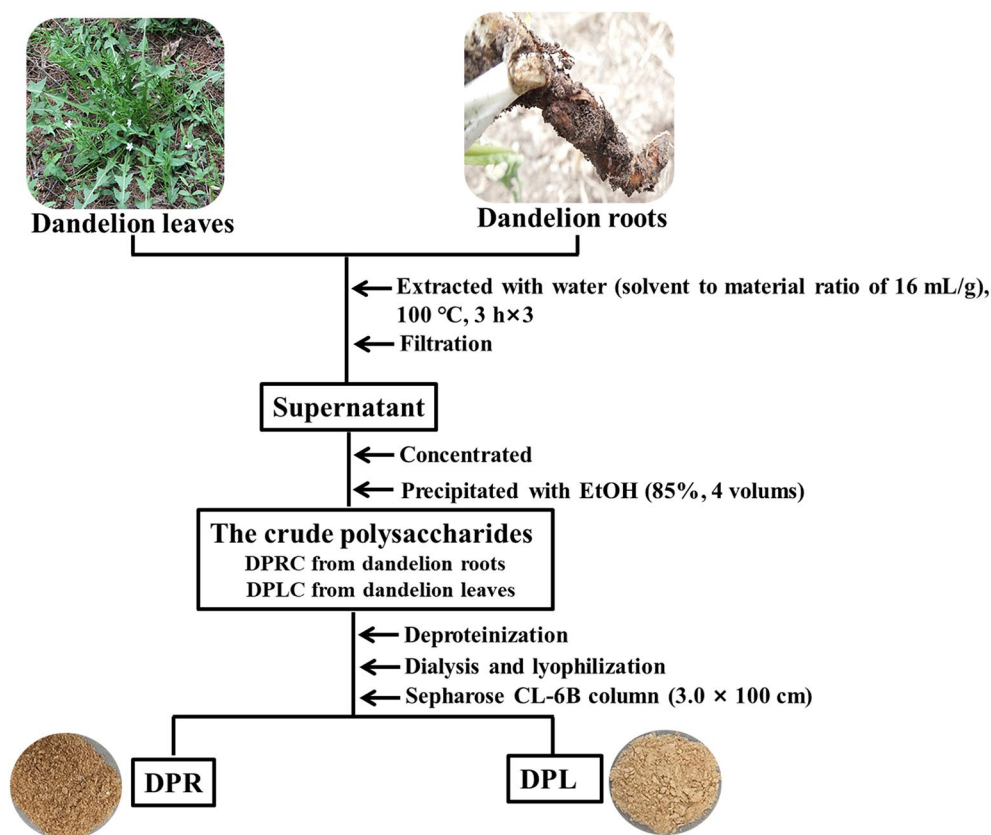 Dandelion leaves
Dandelion roots
Extracted with water (solvent to material ratio of 16 mL/g),
100 °C, 3 h×3
Filtration
Supernatant
Concentrated
Precipitated with EtOH (85%, 4 volums)
The crude polysaccharides
DPRC from dandelion roots
DPLC from dandelion leaves
Deproteinization
Dialysis and lyophilization
Sepharose CL-6B column (3.0 × 100 cm)
DPR
DPL